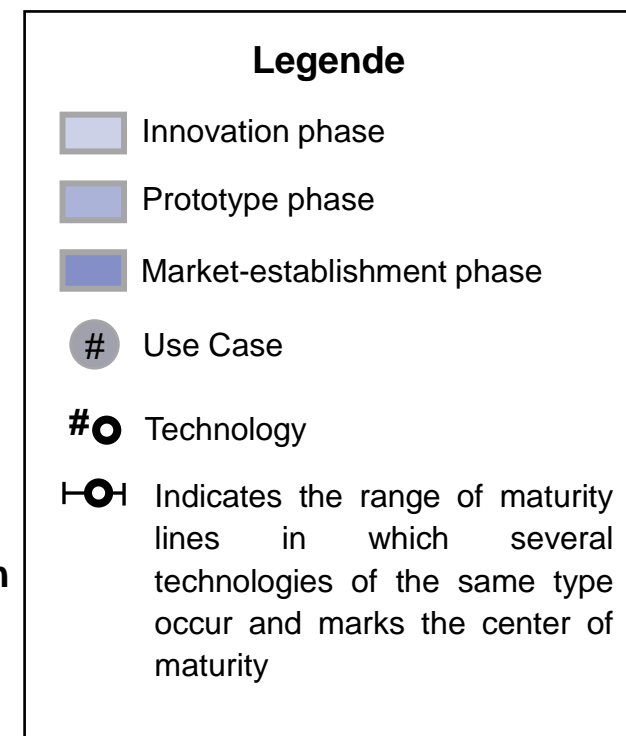 Legende
Innovation phase
Prototype phase
Market-establishment phase
# Use Case
# Technology
Indicates the range of maturity
lines in which several
technologies of the same type
n
occur and marks the center of
maturity